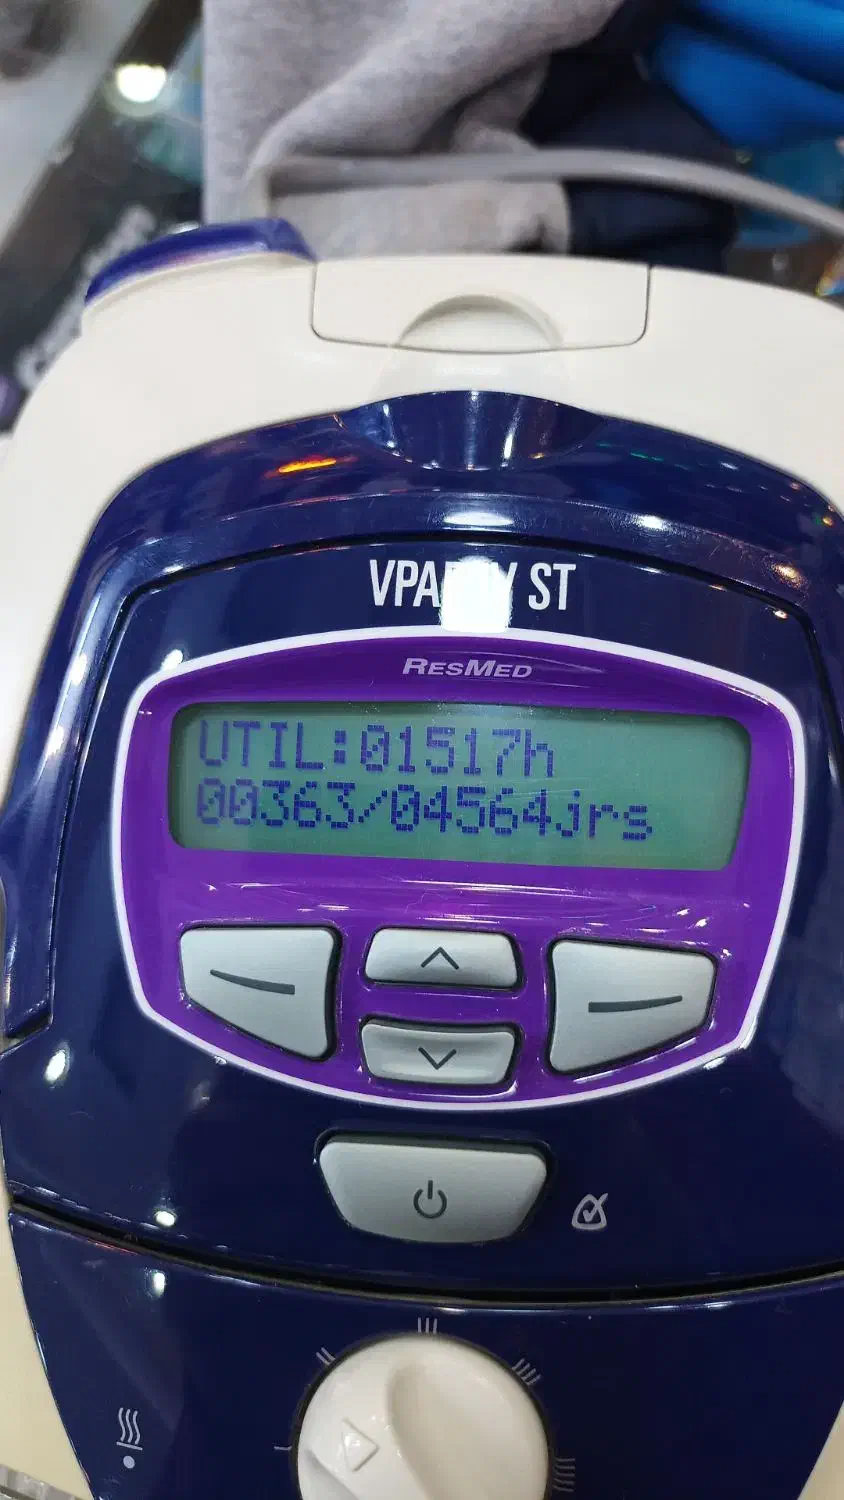 ST
RESMED
UTIL:01517h
00363/04564jrs